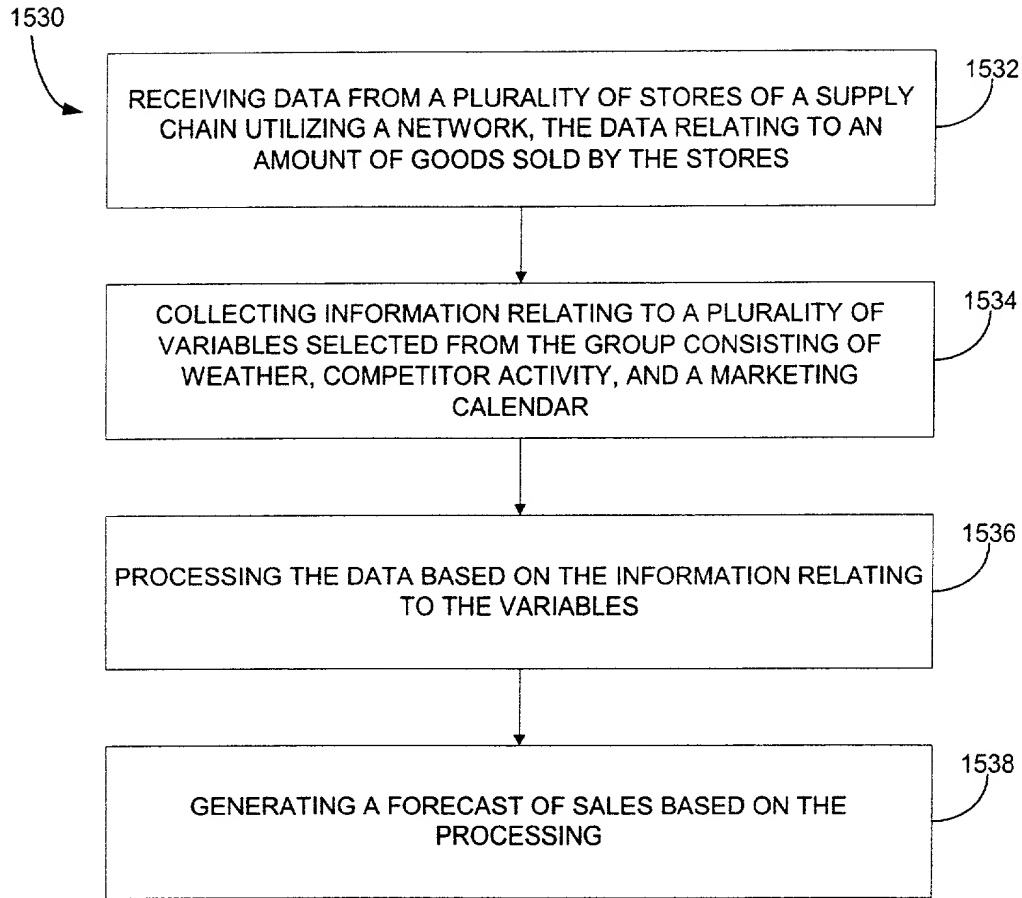 1530
1532
RECEIVING DATA FROM A PLURALITY OF STORES OF A SUPPLY
CHAIN UTILIZING A NETWORK, THE DATA RELATING TO AN
AMOUNT OF GOODS SOLD BY THE STORES
1534
COLLECTING INFORMATION RELATING TO A PLURALITY OF
VARIABLES SELECTED FROM THE GROUP CONSISTING OF
WEATHER, COMPETITOR ACTIVITY, AND A MARKETING
CALENDAR
1536
PROCESSING THE DATA BASED ON THE INFORMATION RELATING
TO THE VARIABLES
1538
GENERATING A FORECAST OF SALES BASED ON THE
PROCESSING